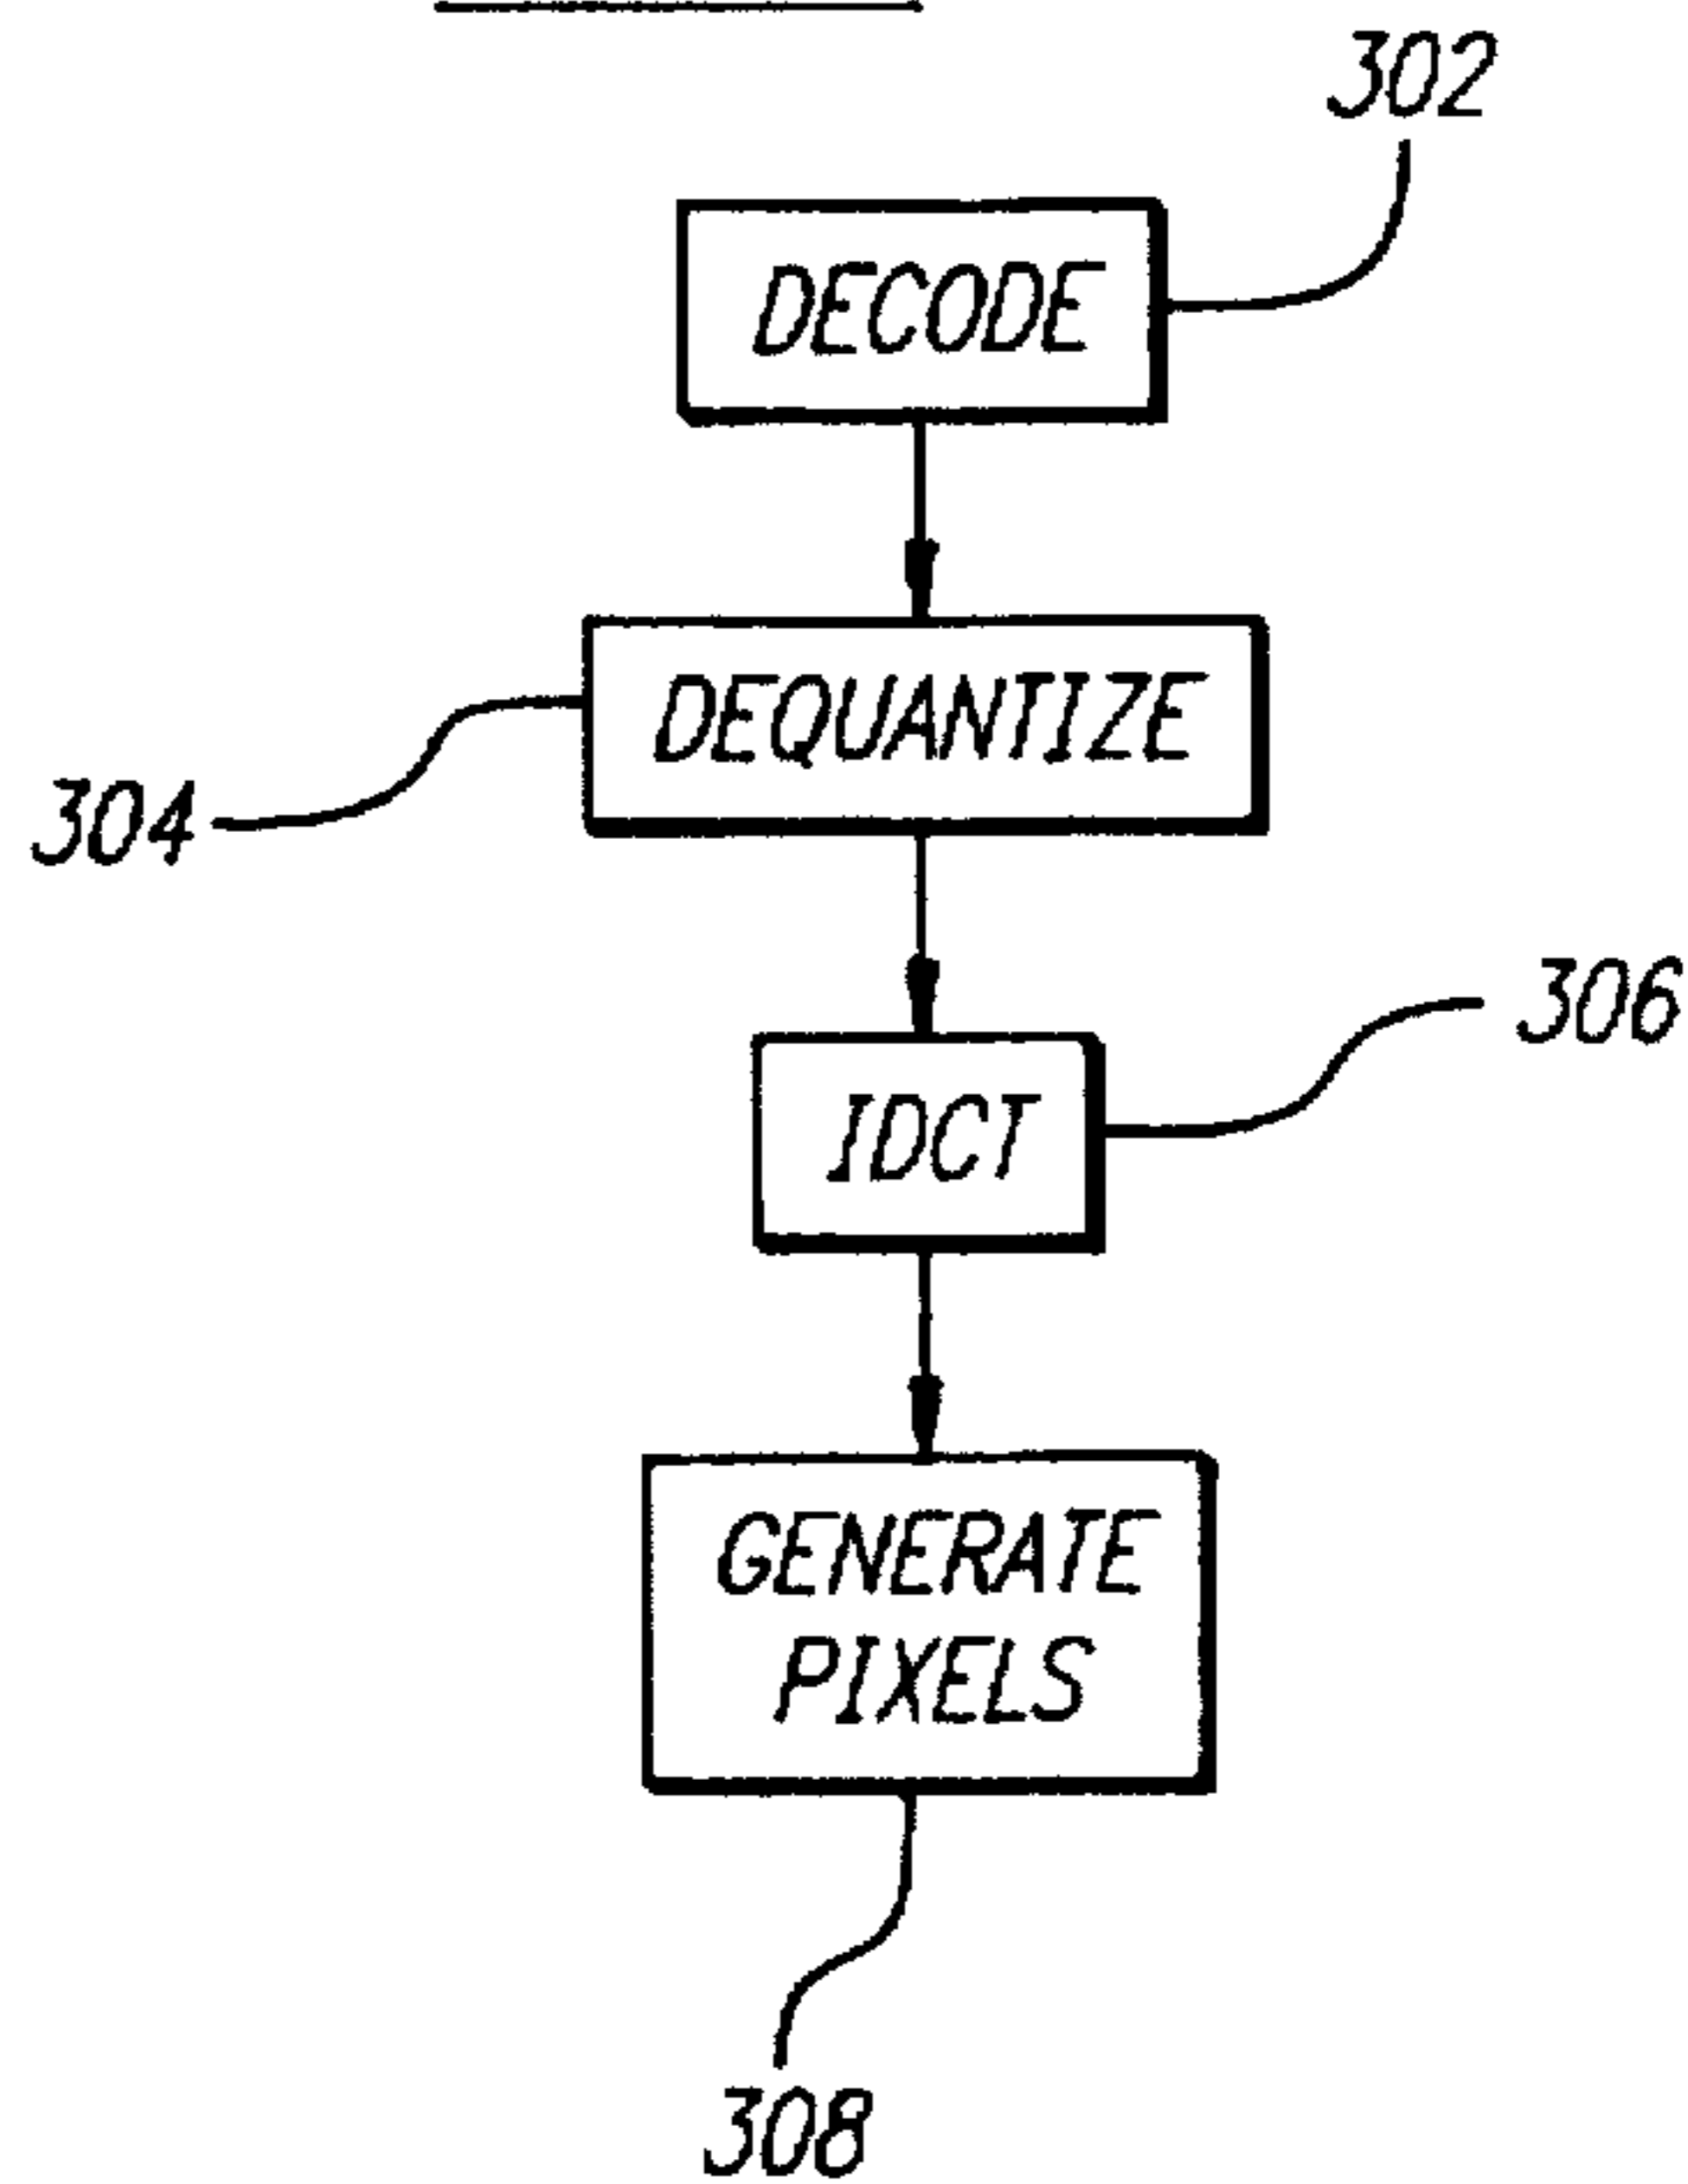 302
DECODE
DEQUANTIZE
304
306
IDCT
GENERATE
PIXELS
308